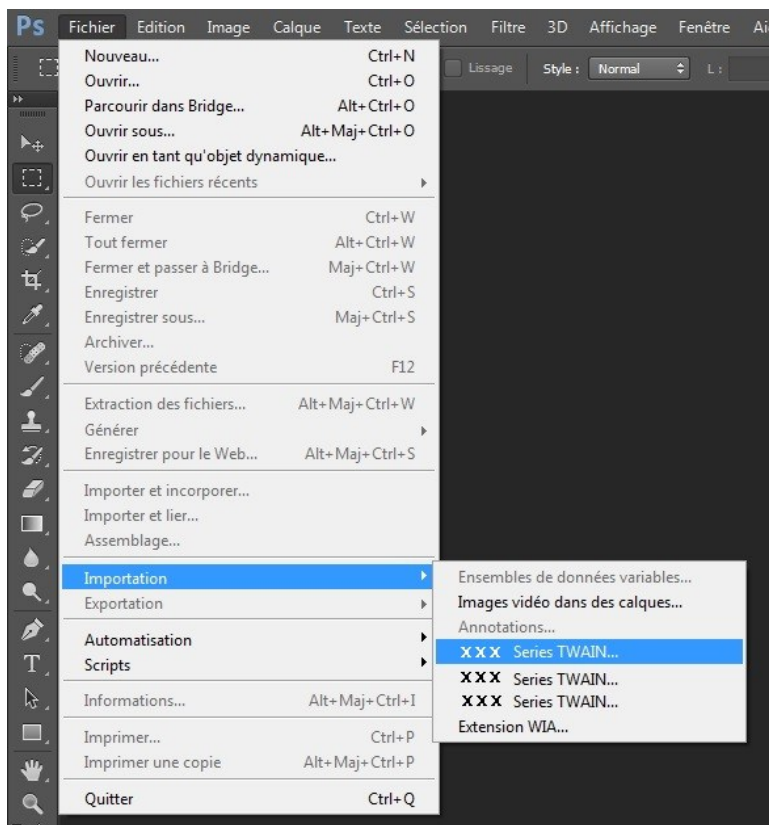 Ps Fichier Edition Image Calque Texte Sélection Filtre 3D Affichage Fenêtre Ai
Lissage Style : Normal L :
Nouveau... Ctrl+N
Ouvrir... Ctrl+O
Parcourir dans Bridge... Alt+Ctrl+O
Ouvrir sous... Alt+Maj+Ctrl+O
Ouvrir en tant qu'objet dynamique...
Ouvrir les fichiers récents
Fermer Ctrl+W
Tout fermer Alt+Ctrl+W
Fermer et passer à Bridge... Maj+Ctrl+W
Enregistrer Ctrl+S
Enregistrer sous... Maj+Ctrl+S
Archiver...
Version précédente F12
Extraction des fichiers... Alt+Maj+Ctrl+W
Générer
Enregistrer pour le Web... Alt+Maj+Ctrl+S
Importer et incorporer...
Importer et lier...
Assemblage...
Importation
Exportation
Automatisation
Scripts
Informations... Alt+Maj+Ctrl+I
Imprimer... Ctrl+P
Imprimer une copie Alt+Maj+Ctrl+P
Quitter Ctrl+Q
Ensembles de données variables...
Images vidéo dans des calques...
Annotations...
XXX Series TWAIN...
XXX Series TWAIN...
XXX Series TWAIN...
Extension WIA...